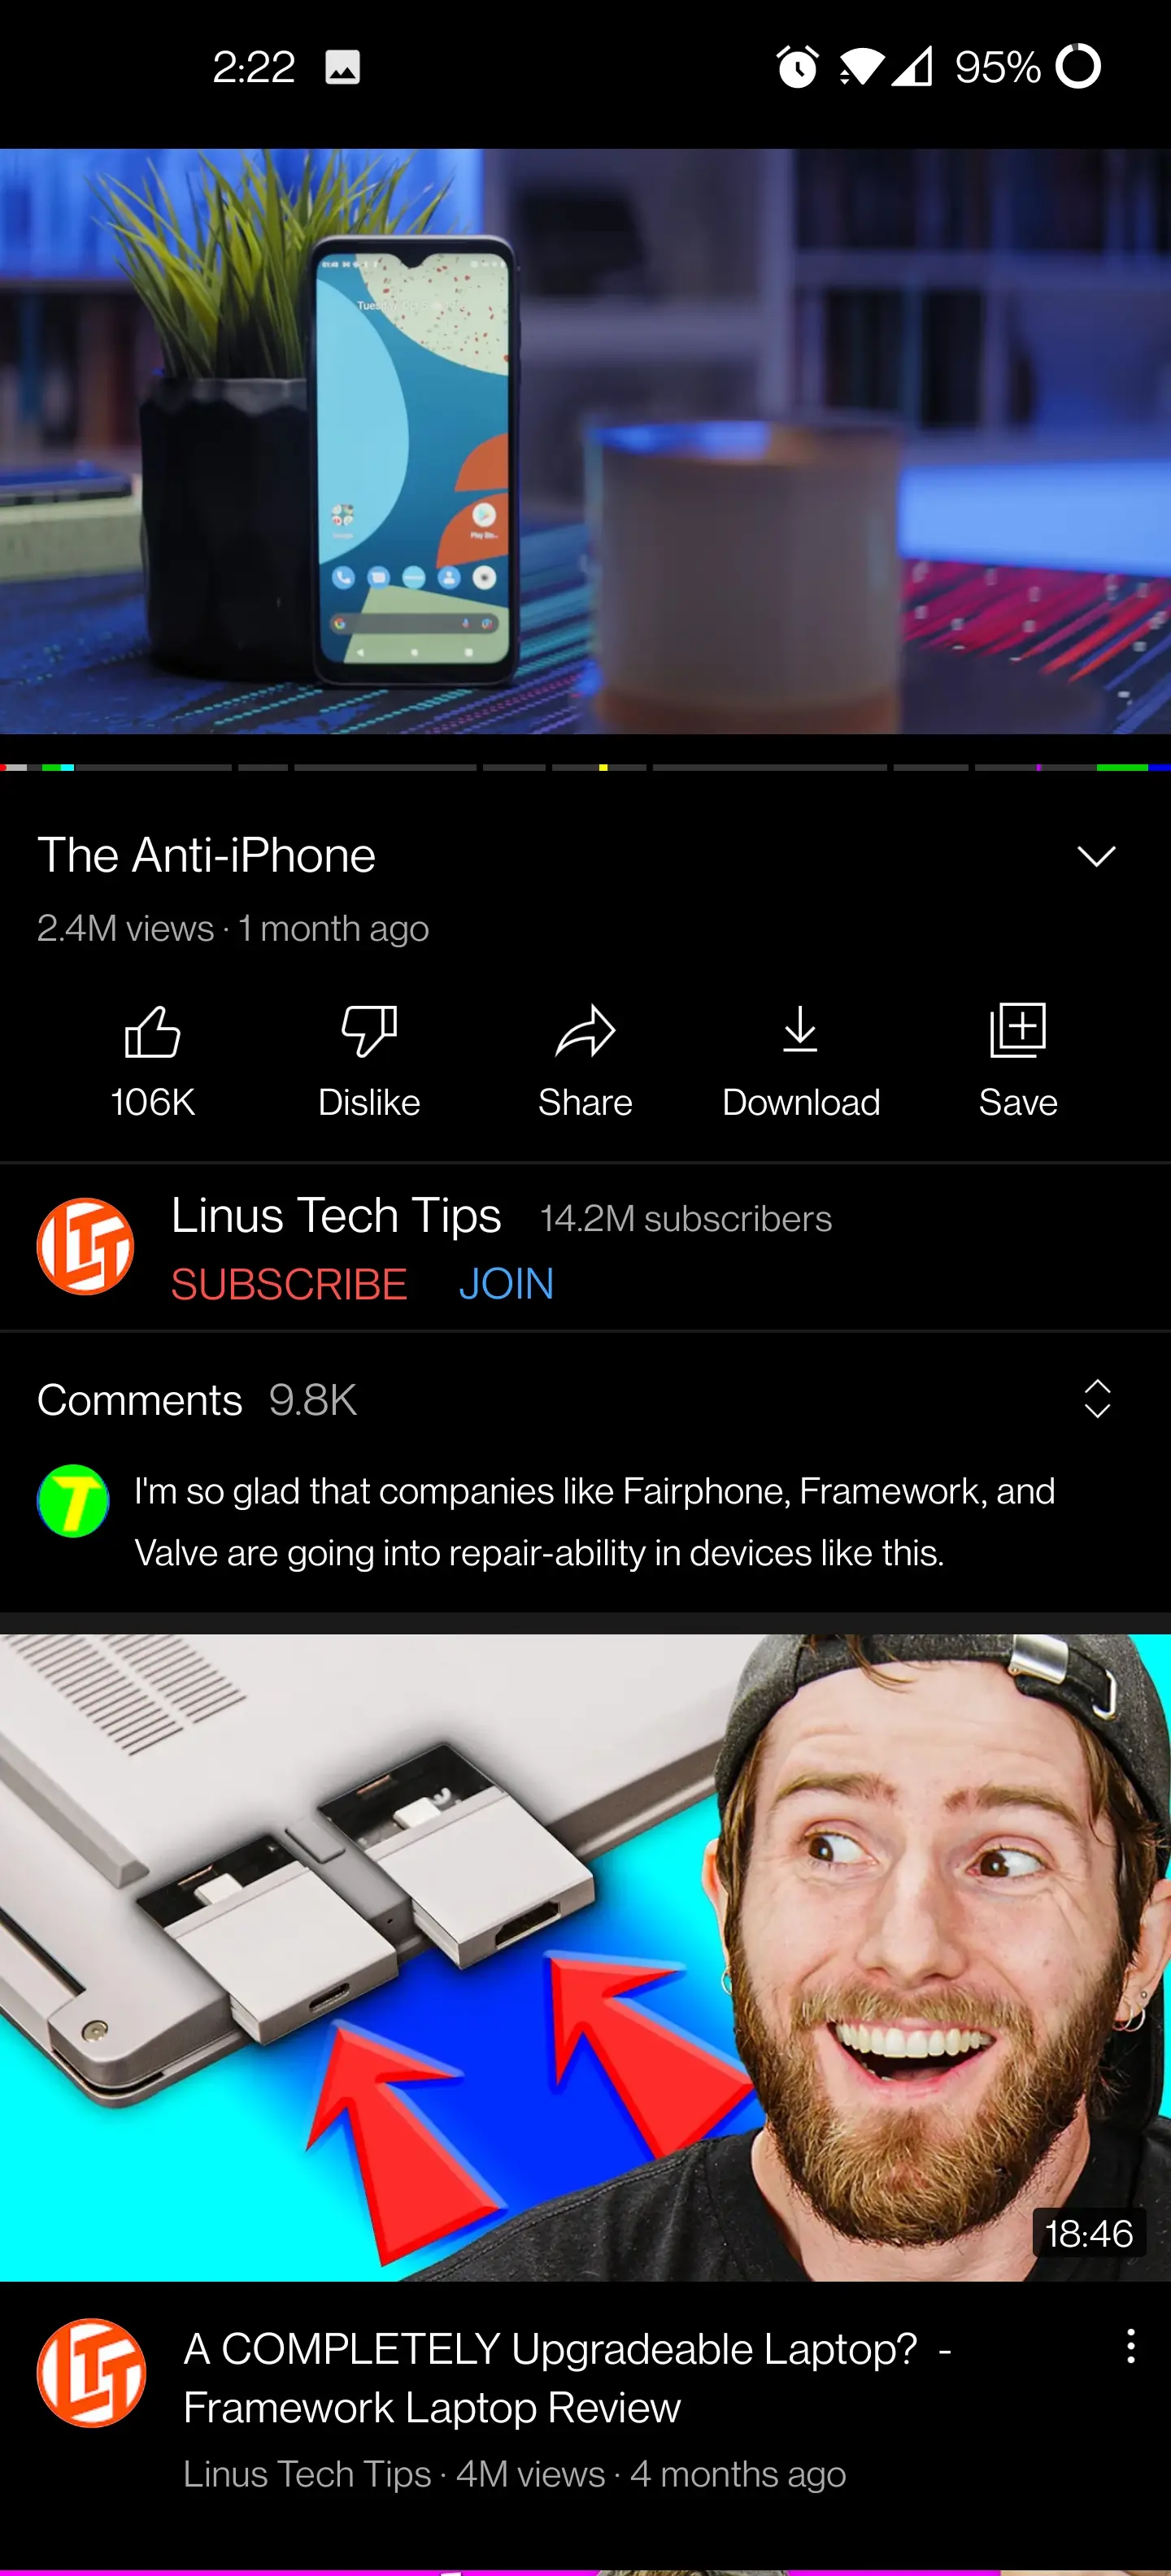 2:22 95%
Tues
Play Sto...
The Anti-iPhone
2.4M views · 1 month ago
106K Dislike Share Download Save
Linus Tech Tips 14.2M subscribers
SUBSCRIBE JOIN
Comments 9.8K
I'm so glad that companies like Fairphone, Framework, and
Valve are going into repair-ability in devices like this.
18:46
A COMPLETELY Upgradeable Laptop? -
Framework Laptop Review
Linus Tech Tips · 4M views · 4 months ago